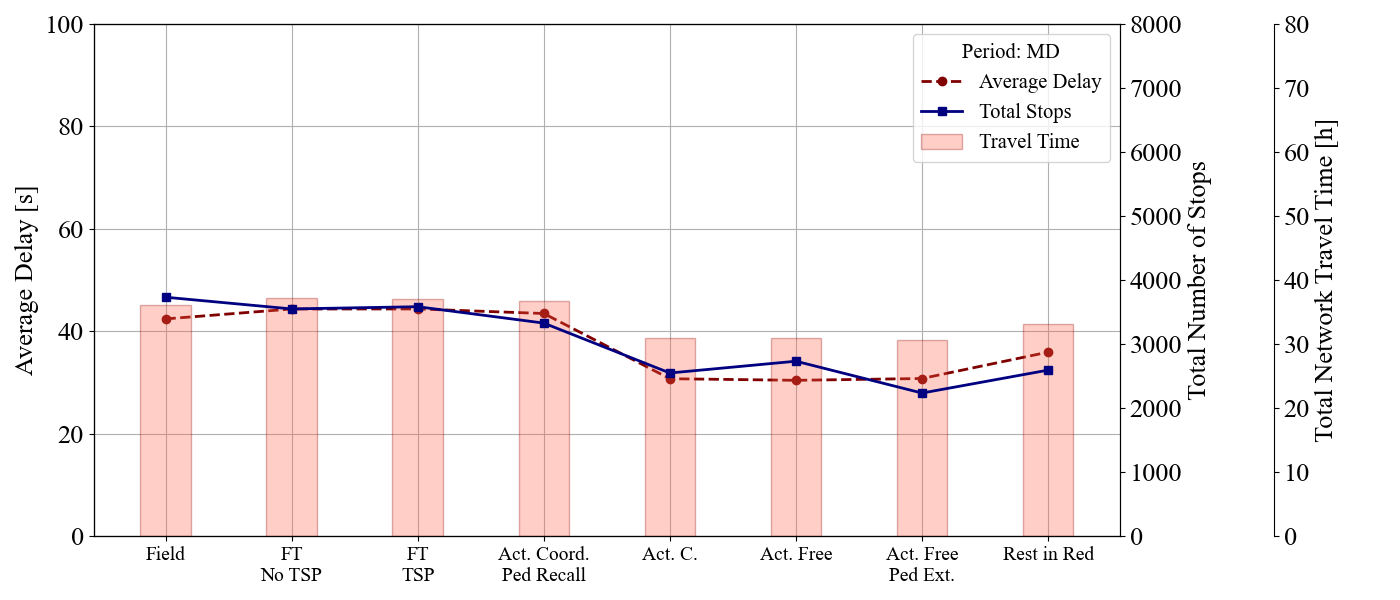 100
80
60
40
20
0
Average Delay [s]
8000
7000
6000
5000
4000
3000
2000
1000
0
Total Number of Stops
80
70
60
50
40
30
20
10
0
Total Network Travel Time [h]
Period: MD
Average Delay
Total Stops
Travel Time
Field
FT
No TSP
FT
TSP
Act. Coord.
Ped Recall
Act. C.
Act. Free
Act. Free
Ped Ext.
Rest in Red